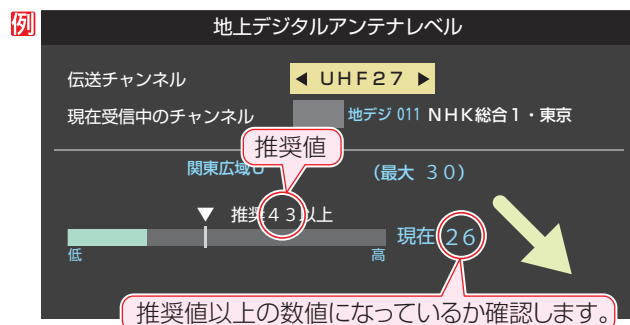 例
地上デジタルアンテナレベル
伝送チャンネル ◀ UHF27 ▶
現在受信中のチャンネル 地デジ 011 NHK総合1・東京
推奨値
関東広域 (最大 30)
▼ 推奨43以上
低 高 現在 26
推奨値以上の数値になっているか確認します。